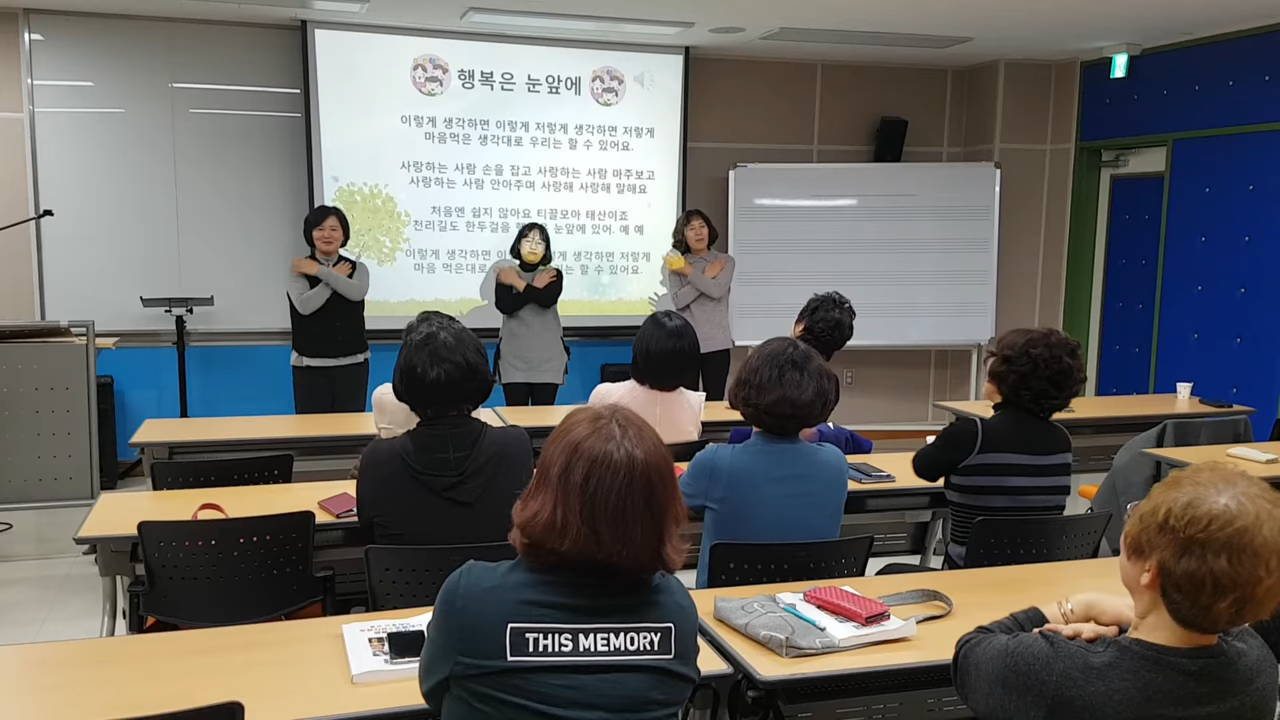 행복은 눈앞에
이렇게 생각하면 이렇게 저렇게 생각하면 저렇게
마음먹은 생각대로 우리는 할 수 있어요.
사랑하는 사람 손을 잡고 사랑하는 사람 마주보고
사랑하는 사람 안아주며 사랑해 사랑해 말해요
처음엔 쉽지 않아요 티끌모아 태산이죠
천리길도 한두걸음 눈앞에 있어. 예 예
이렇게 생각하면 생각하면 저렇게
마음 먹은대로 할 수 있어요.
THIS MEMORY